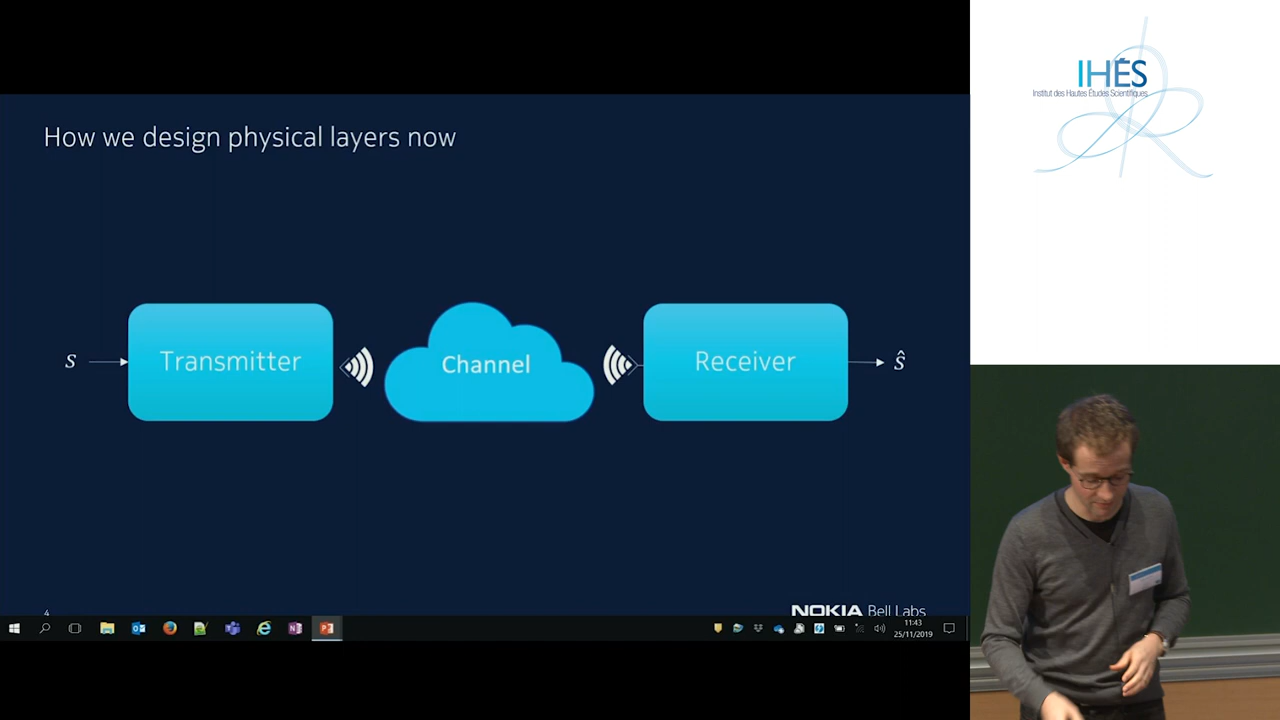 How we design physical layers now
s
Transmitter
Channel
Receiver
ŝ
4
NOKIA Bell Labs
11:43
25/11/2019
IHÉS
Institut des Hautes Études Scientifiques